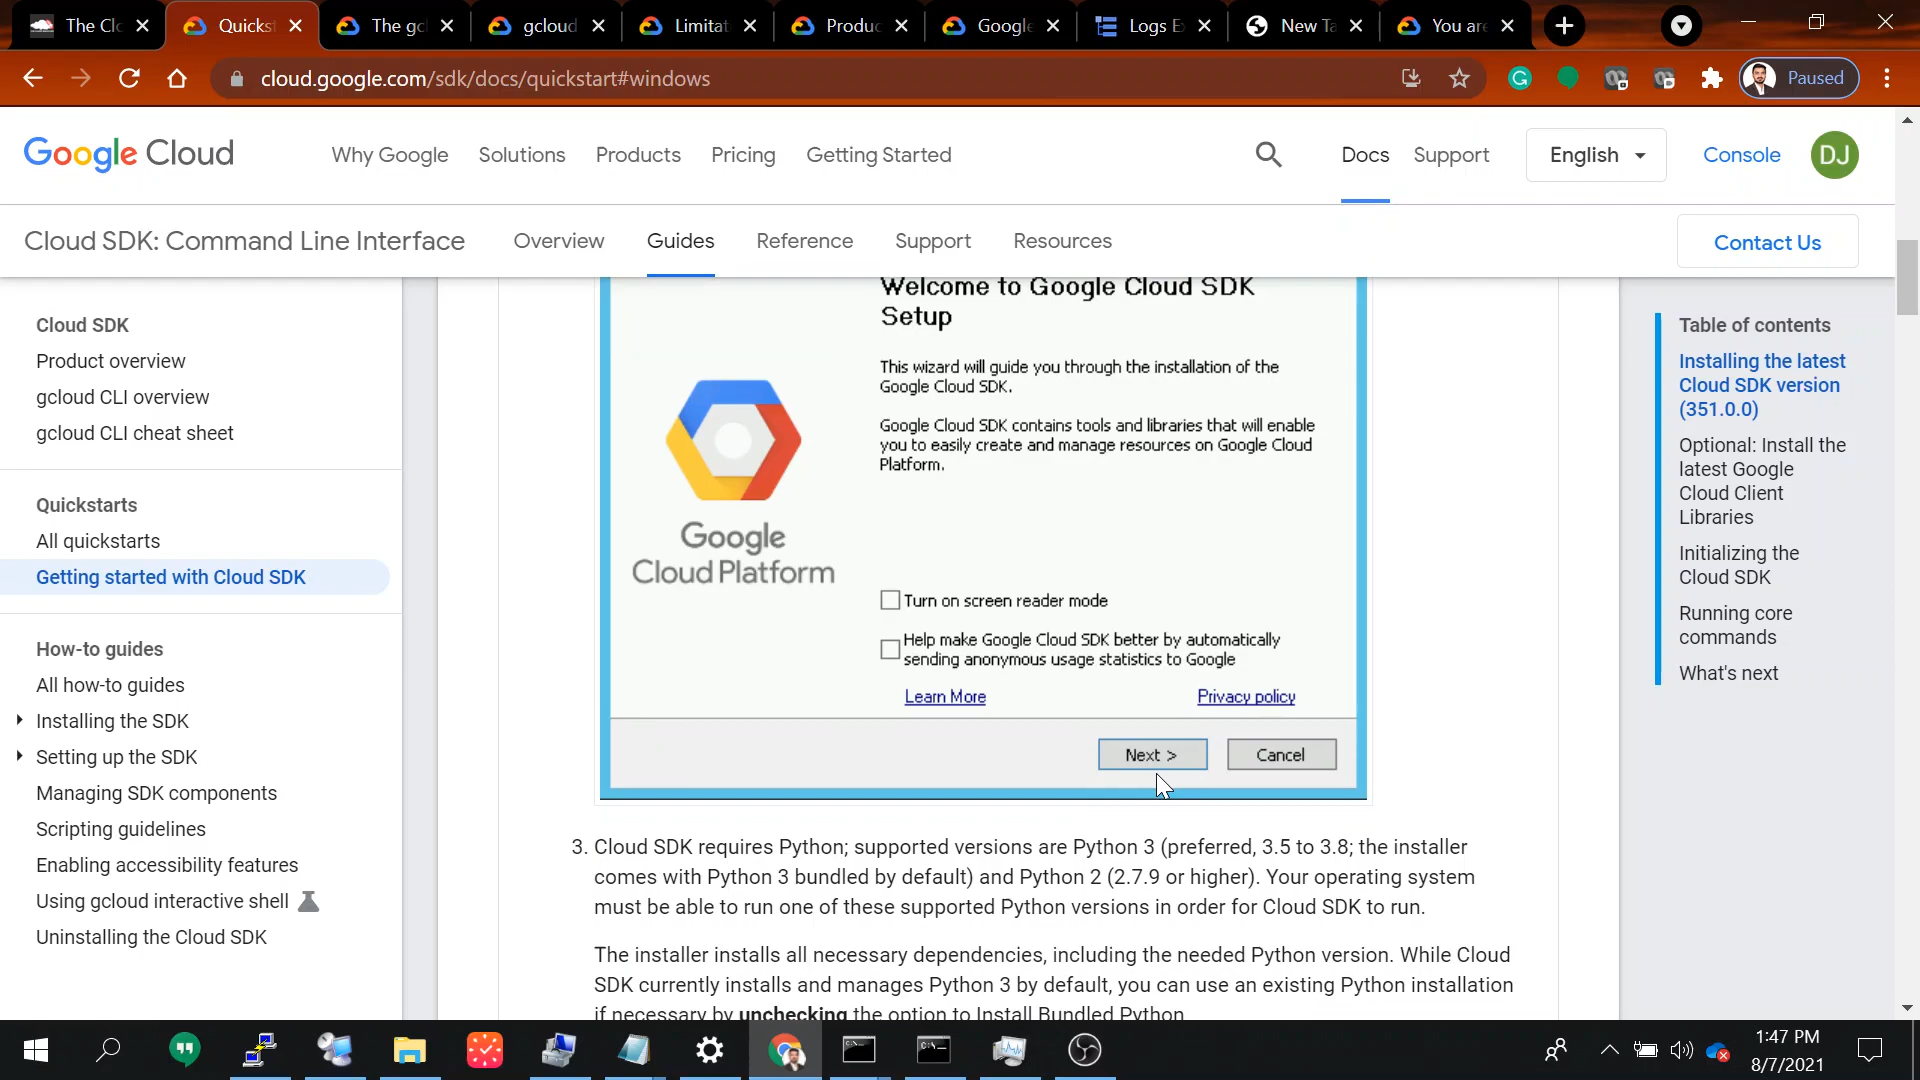 The Clo
Quicks
The gcl
gcloud
Limitat
Produc
Google
Logs Ex
New Ta
You are
cloud.google.com/sdk/docs/quickstart#windows
Paused
Google Cloud
Why Google
Solutions
Products
Pricing
Getting Started
Docs
Support
English
Console
DJ
Cloud SDK: Command Line Interface
Overview
Guides
Reference
Support
Resources
Contact Us
Cloud SDK
Product overview
gcloud CLI overview
gcloud CLI cheat sheet
Quickstarts
All quickstarts
Getting started with Cloud SDK
How-to guides
All how-to guides
Installing the SDK
Setting up the SDK
Managing SDK components
Scripting guidelines
Enabling accessibility features
Using gcloud interactive shell
Uninstalling the Cloud SDK
Welcome to Google Cloud SDK
Setup
This wizard will guide you through the installation of the
Google Cloud SDK.
Google Cloud SDK contains tools and libraries that will enable
you to easily create and manage resources on Google Cloud
Platform.
Google
Cloud Platform
Turn on screen reader mode
Help make Google Cloud SDK better by automatically
sending anonymous usage statistics to Google
Learn More
Privacy policy
Next >
Cancel
3. Cloud SDK requires Python; supported versions are Python 3 (preferred, 3.5 to 3.8; the installer
comes with Python 3 bundled by default) and Python 2 (2.7.9 or higher). Your operating system
must be able to run one of these supported Python versions in order for Cloud SDK to run.
The installer installs all necessary dependencies, including the needed Python version. While Cloud
SDK currently installs and manages Python 3 by default, you can use an existing Python installation
if necessary by unchecking the option to Install Bundled Python
Table of contents
Installing the latest
Cloud SDK version
(351.0.0)
Optional: Install the
latest Google
Cloud Client
Libraries
Initializing the
Cloud SDK
Running core
commands
What's next
1:47 PM
8/7/2021